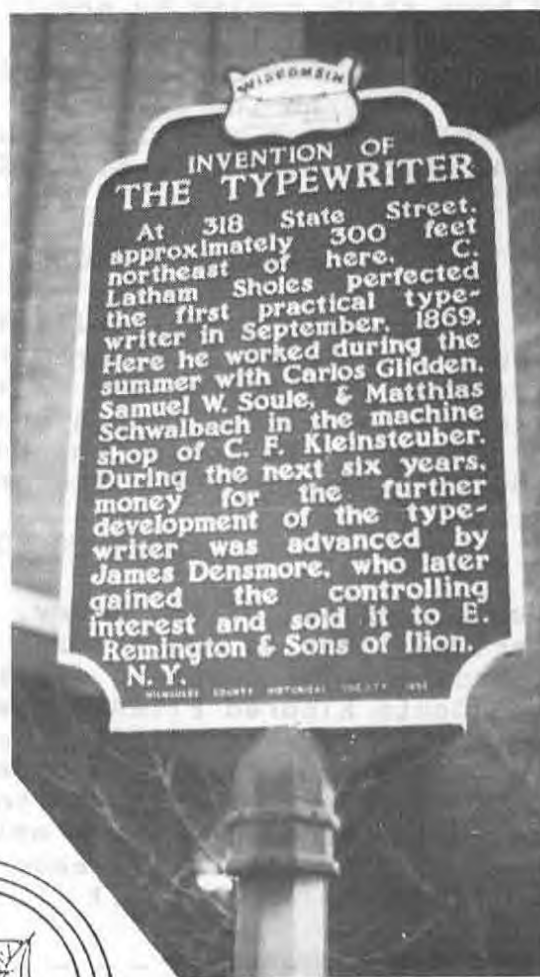 WISCONSIN
INVENTION OF
THE TYPEWRITER
At 318 State Street,
approximately 300 feet
northeast of here, C.
Latham Sholes perfected
the first practical type-
writer in September, 1869.
Here he worked during the
summer with Carlos Glidden,
Samuel W. Soule, & Matthias
Schwalbach in the machine
shop of C. F. Kleinsteuber.
During the next six years,
money for the further
development of the type-
writer was advanced by
James Densmore, who later
gained the controlling
interest and sold it to E.
Remington & Sons of Ilion,
N. Y.
MILWAUKEE COUNTY HISTORICAL SOCIETY